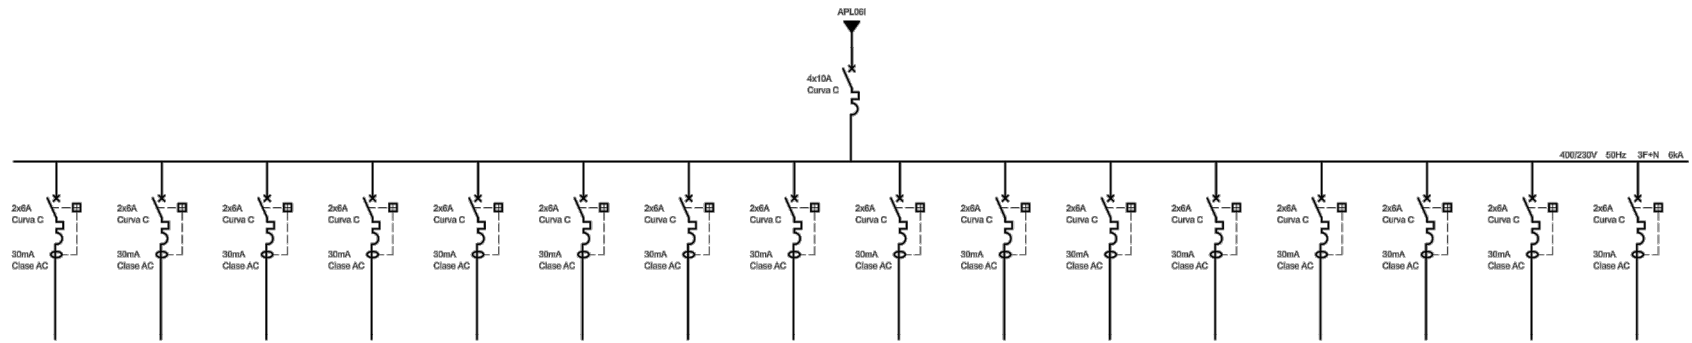 APL06I
4x10A
Curva C
400/230V 50Hz 3F+N 6kA
2x6A 2x6A 2x6A 2x6A 2x6A 2x6A 2x6A 2x6A 2x6A 2x6A 2x6A 2x6A 2x6A 2x6A 2x6A 2x6A
Curva C Curva C Curva C Curva C Curva C Curva C Curva C Curva C Curva C Curva C Curva C Curva C Curva C Curva C Curva C Curva C
30mA 30mA 30mA 30mA 30mA 30mA 30mA 30mA 30mA 30mA 30mA 30mA 30mA 30mA 30mA 30mA
Clase AC Clase AC Clase AC Clase AC Clase AC Clase AC Clase AC Clase AC Clase AC Clase AC Clase AC Clase AC Clase AC Clase AC Clase AC Clase AC